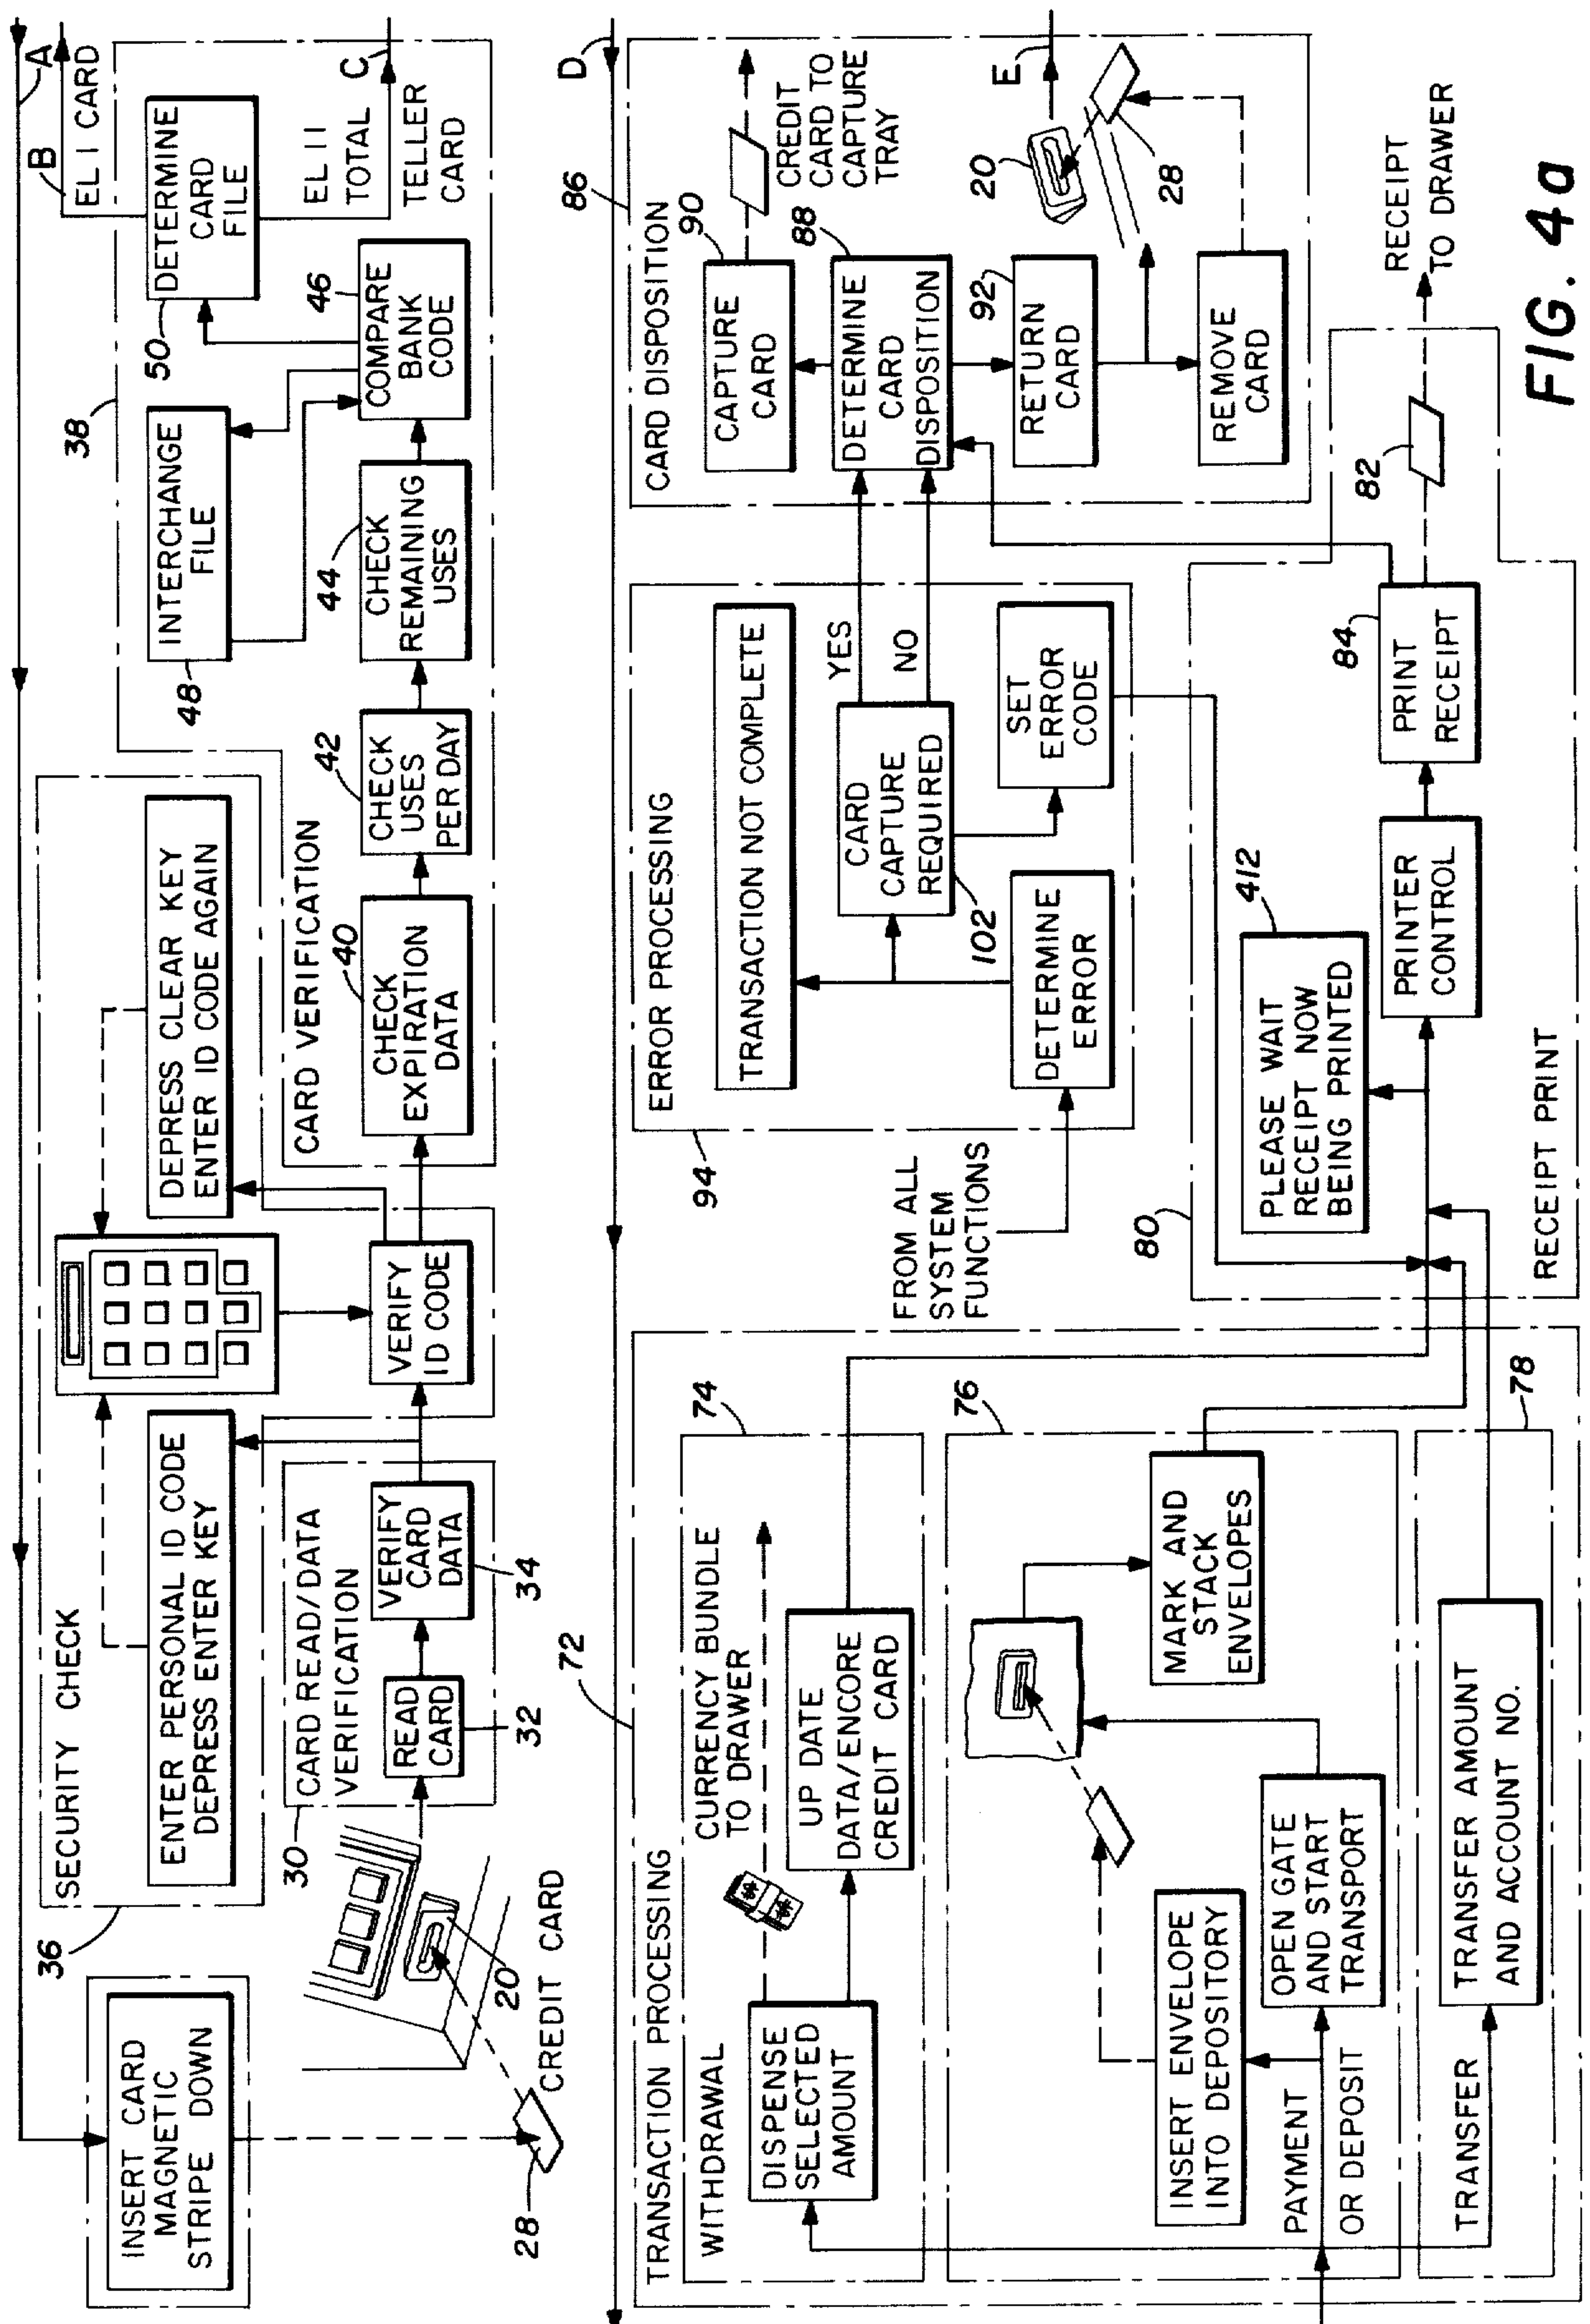 INSERT CARD
MAGNETIC
STRIPE DOWN
28
CREDIT CARD
20
36
SECURITY CHECK
ENTER PERSONAL ID CODE
DEPRESS ENTER KEY
30
CARD READ/DATA
VERIFICATION
READ
CARD
32
VERIFY
CARD
DATA
34
VERIFY
ID CODE
DEPRESS CLEAR KEY
ENTER ID CODE AGAIN
CARD VERIFICATION
38
CHECK
EXPIRATION
DATA
40
CHECK
USES
PER DAY
42
CHECK
REMAINING
USES
44
COMPARE
BANK
CODE
46
INTERCHANGE
FILE
48
DETERMINE
CARD
FILE
50
A
B
EL I CARD
C
EL II
TOTAL
TELLER
CARD
D
72
TRANSACTION PROCESSING
WITHDRAWAL
74
DISPENSE
SELECTED
AMOUNT
CURRENCY BUNDLE
TO DRAWER
UP DATE
DATA/ENCORE
CREDIT CARD
76
INSERT ENVELOPE
INTO DEPOSITORY
PAYMENT
OR DEPOSIT
OPEN GATE
AND START
TRANSPORT
MARK AND
STACK
ENVELOPES
78
TRANSFER
TRANSFER AMOUNT
AND ACCOUNT NO.
94
ERROR PROCESSING
FROM ALL
SYSTEM
FUNCTIONS
DETERMINE
ERROR
TRANSACTION NOT COMPLETE
CARD
CAPTURE
REQUIRED
102
YES
NO
SET
ERROR
CODE
80
RECEIPT PRINT
PLEASE WAIT
RECEIPT NOW
BEING PRINTED
412
PRINTER
CONTROL
PRINT
RECEIPT
84
82
RECEIPT
TO DRAWER
86
CARD DISPOSITION
CAPTURE
CARD
90
CREDIT
CARD TO
CAPTURE
TRAY
DETERMINE
CARD
DISPOSITION
88
RETURN
CARD
92
REMOVE
CARD
20
28
E
FIG. 4a